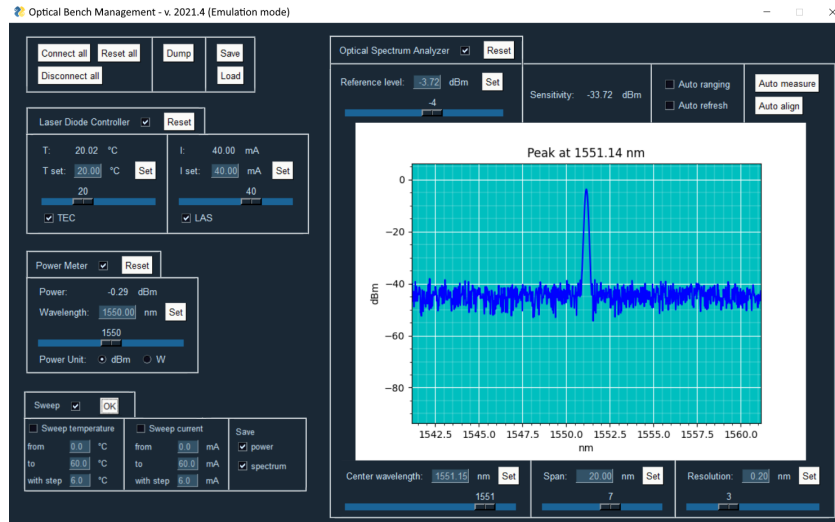 Optical Bench Management - v. 2021.4 (Emulation mode)
Connect all Reset all Dump Save
Disconnect all Load
Laser Diode Controller Reset
T: 20.02 °C I: 40.00 mA
T set: 20.00 °C Set I set: 40.00 mA Set
20 40
TEC LAS
Power Meter Reset
Power: -0.29 dBm
Wavelength: 1550.00 nm Set
1550
Power Unit: dBm W
Sweep OK
Sweep temperature Sweep current Save
from 0.0 °C from 0.0 mA power
to 60.0 °C to 60.0 mA spectrum
with step 6.0 °C with step 6.0 mA
Optical Spectrum Analyzer Reset
Reference level: -3.72 dBm Set
-4
Sensitivity: -33.72 dBm
Auto ranging Auto measure
Auto refresh Auto align
Peak at 1551.14 nm
0
−20
−40
−60
−80
dBm
1542.5 1545.0 1547.5 1550.0 1552.5 1555.0 1557.5 1560.0
nm
Center wavelength: 1551.15 nm Set Span: 20.00 nm Set Resolution: 0.20 nm Set
1551 7 3